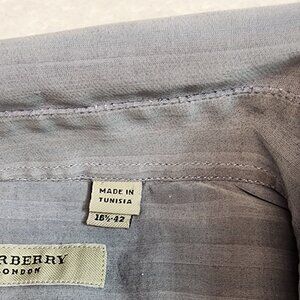 MADE IN
TUNISIA
16½-42
RBERRY
LONDON